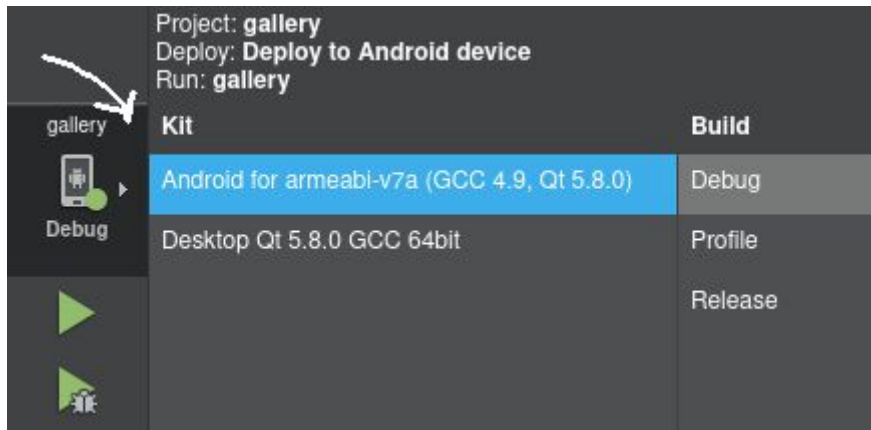 Project: gallery
Deploy: Deploy to Android device
Run: gallery
gallery
Kit
Build
Android for armeabi-v7a (GCC 4.9, Qt 5.8.0)
Debug
Debug
Desktop Qt 5.8.0 GCC 64bit
Profile
Release